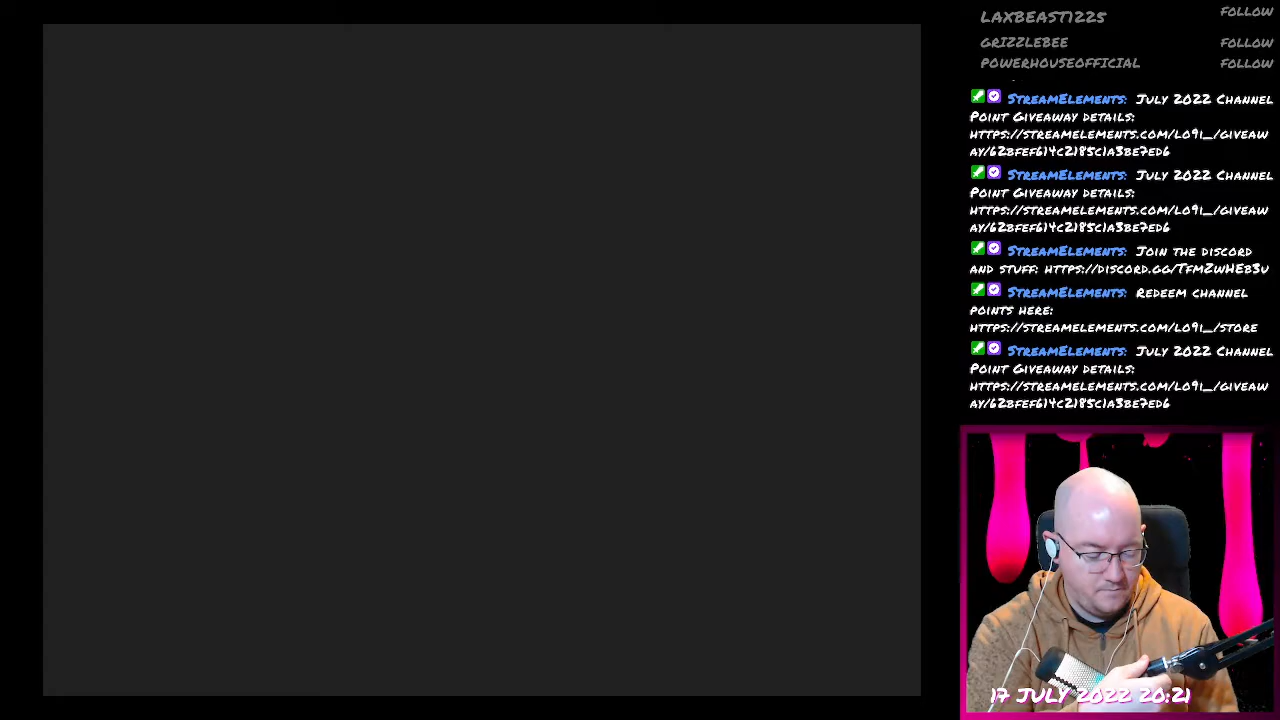 LAXBEAST1225 FOLLOW
GRIZZLEBEE FOLLOW
POWERHOUSEOFFICIAL FOLLOW
StreamElements: July 2022 Channel
Point Giveaway details:
https://streamelements.com/lo9i_/giveaw
ay/62bfef614c2185c1a3be7ed6
StreamElements: July 2022 Channel
Point Giveaway details:
https://streamelements.com/lo9i_/giveaw
ay/62bfef614c2185c1a3be7ed6
StreamElements: Join the discord
and stuff: https://discord.gg/TfmZwHE83u
StreamElements: Redeem channel
points here:
https://streamelements.com/lo9i_/store
StreamElements: July 2022 Channel
Point Giveaway details:
https://streamelements.com/lo9i_/giveaw
ay/62bfef614c2185c1a3be7ed6
17 JULY 2022 20:21